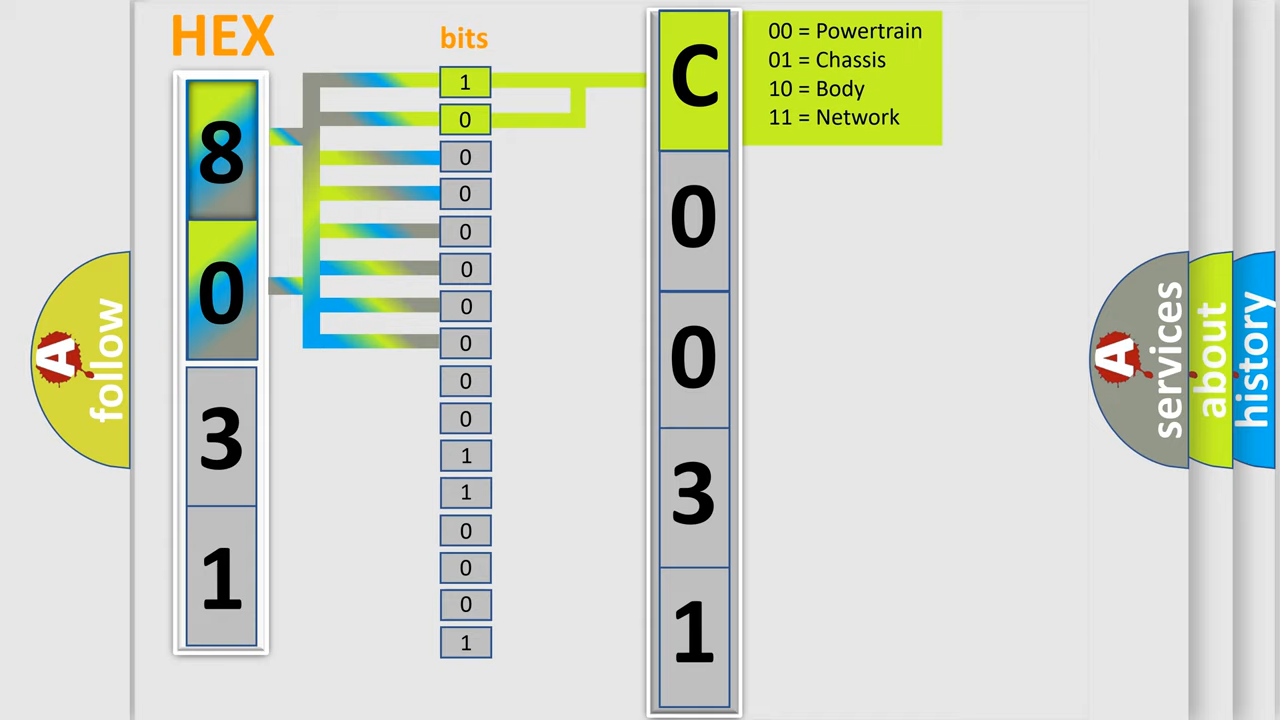 HEX
bits
8
0
3
1
1
0
0
0
0
0
0
0
0
0
1
1
0
0
0
1
C
0
0
3
1
00 = Powertrain
01 = Chassis
10 = Body
11 = Network
A
follow
A
services
about
history